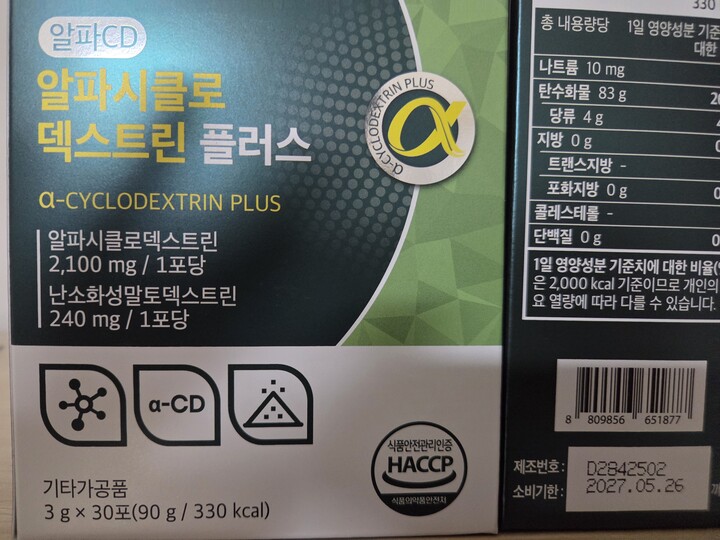 알파CD
알파시클로
덱스트린 플러스
α-CYCLODEXTRIN PLUS
α-CYCLODEXTRIN PLUS
알파시클로덱스트린
2,100 mg / 1포당
난소화성말토덱스트린
240 mg / 1포당
α-CD
식품안전관리인증
HACCP
식품의약품안전처
기타가공품
3 g × 30포(90 g / 330 kcal)
330
총 내용량당 1일 영양성분 기준
대한
나트륨 10 mg
탄수화물 83 g
당류 4 g
지방 0 g
트랜스지방 -
포화지방 0 g
콜레스테롤 -
단백질 0 g
1일 영양성분 기준치에 대한 비율(
은 2,000 kcal 기준이므로 개인의
요 열량에 따라 다를 수 있습니다.
8 809856 651877
제조번호: D2842502
소비기한: 2027.05.26